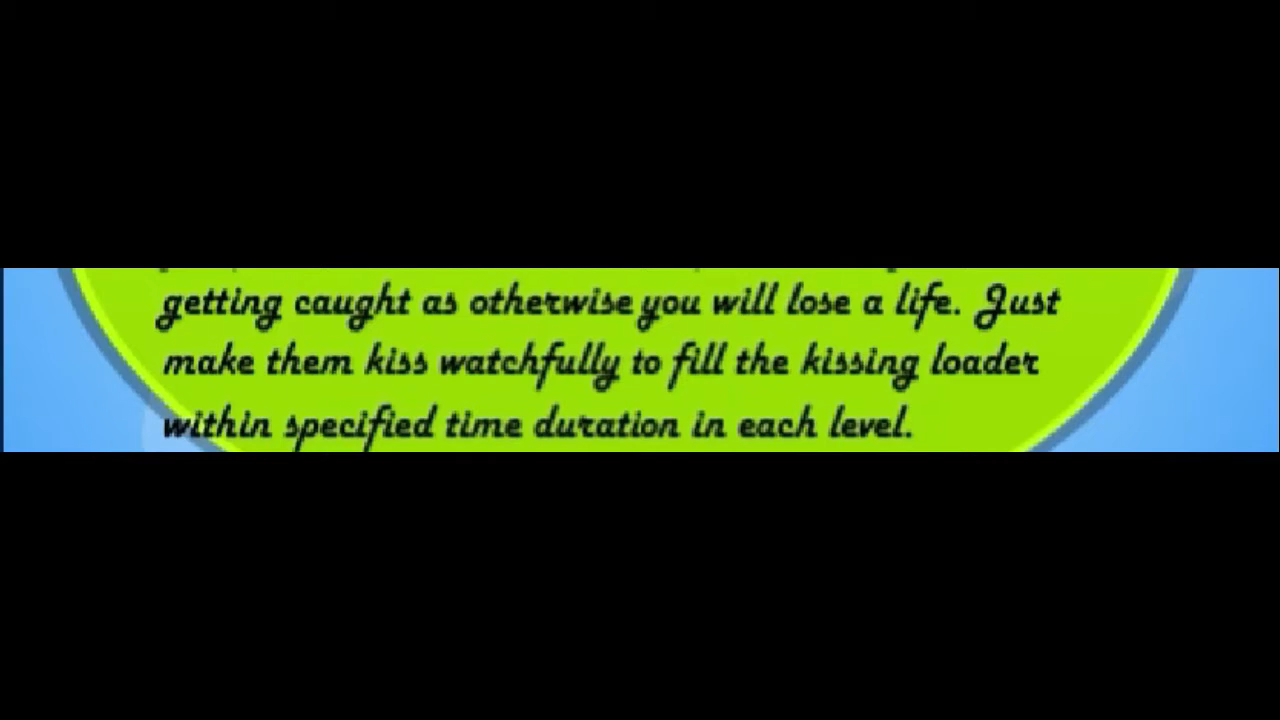 getting caught as otherwise you will lose a life. Just
make them kiss watchfully to fill the kissing loader
within specified time duration in each level.